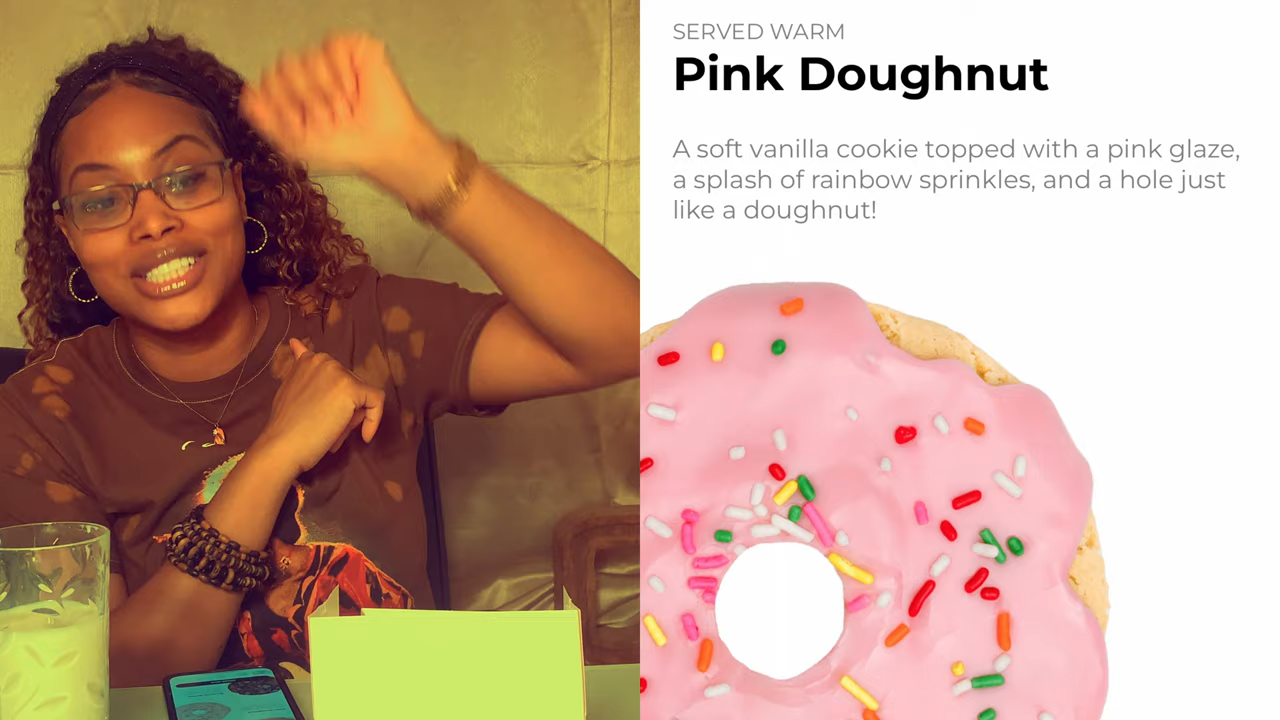 SERVED WARM
Pink Doughnut
A soft vanilla cookie topped with a pink glaze,
a splash of rainbow sprinkles, and a hole just
like a doughnut!